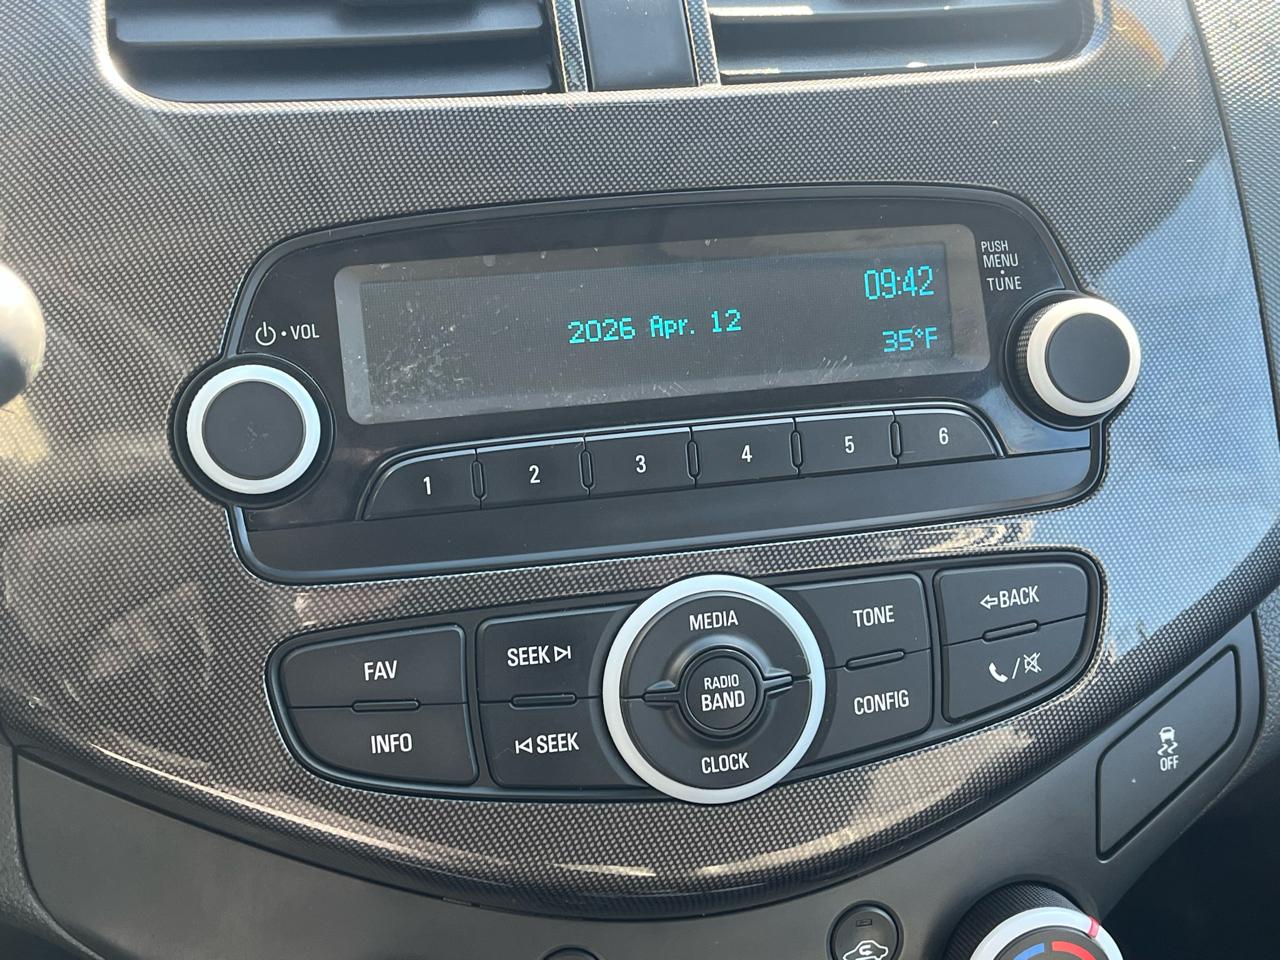 09:42
2026 Apr. 12
35°F
PUSH
MENU
TUNE
• VOL
1 2 3 4 5 6
FAV
INFO
SEEK
SEEK
MEDIA
RADIO
BAND
CLOCK
TONE
CONFIG
BACK
/
OFF